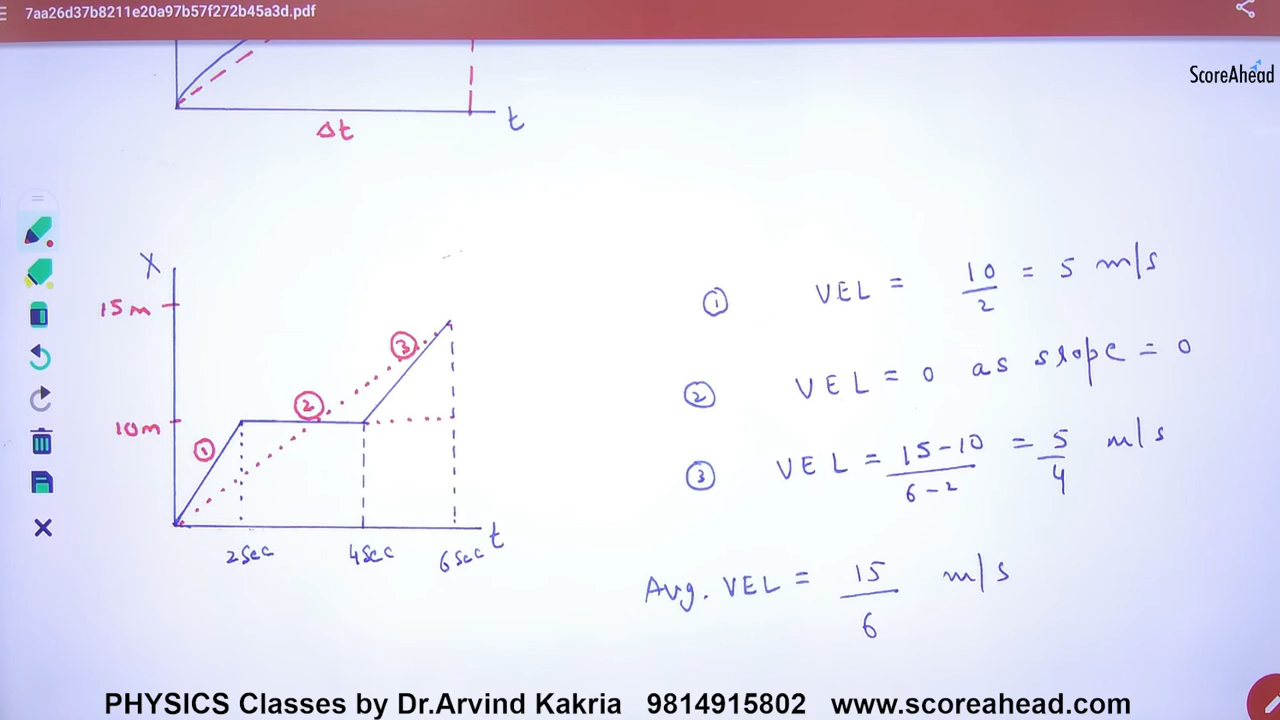 7aa26d37b8211e20a97b57f272b45a3d.pdf
ScoreAhead
t
Δt
X
15m
10m
1
2
3
2Sec
4Sec
6Sec
t
① VEL = 10/2 = 5 m/s
② VEL = 0 as slope = 0
③ VEL = 15-10/6-2 = 5/4 m/s
Avg. VEL = 15/6 m/s
PHYSICS Classes by Dr.Arvind Kakria 9814915802 www.scoreahead.com